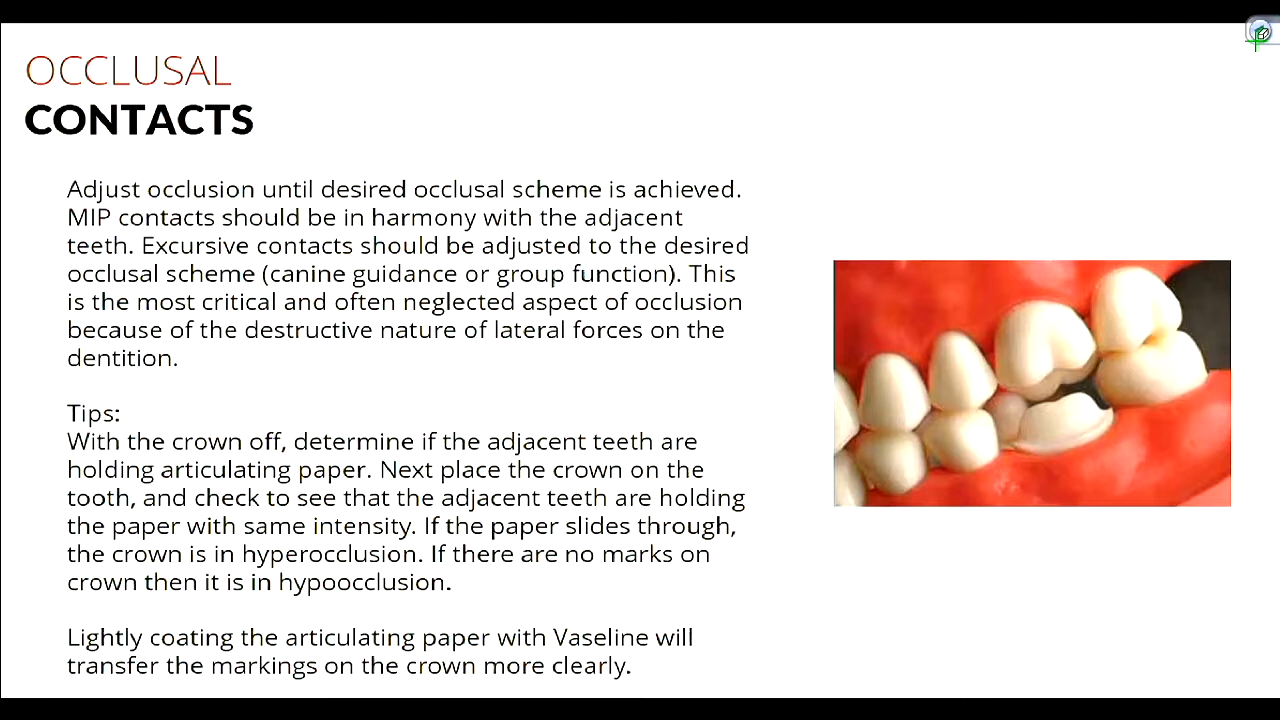 OCCLUSAL
CONTACTS
Adjust occlusion until desired occlusal scheme is achieved.
MIP contacts should be in harmony with the adjacent
teeth. Excursive contacts should be adjusted to the desired
occlusal scheme (canine guidance or group function). This
is the most critical and often neglected aspect of occlusion
because of the destructive nature of lateral forces on the
dentition.
Tips:
With the crown off, determine if the adjacent teeth are
holding articulating paper. Next place the crown on the
tooth, and check to see that the adjacent teeth are holding
the paper with same intensity. If the paper slides through,
the crown is in hyperocclusion. If there are no marks on
crown then it is in hypoocclusion.
Lightly coating the articulating paper with Vaseline will
transfer the markings on the crown more clearly.